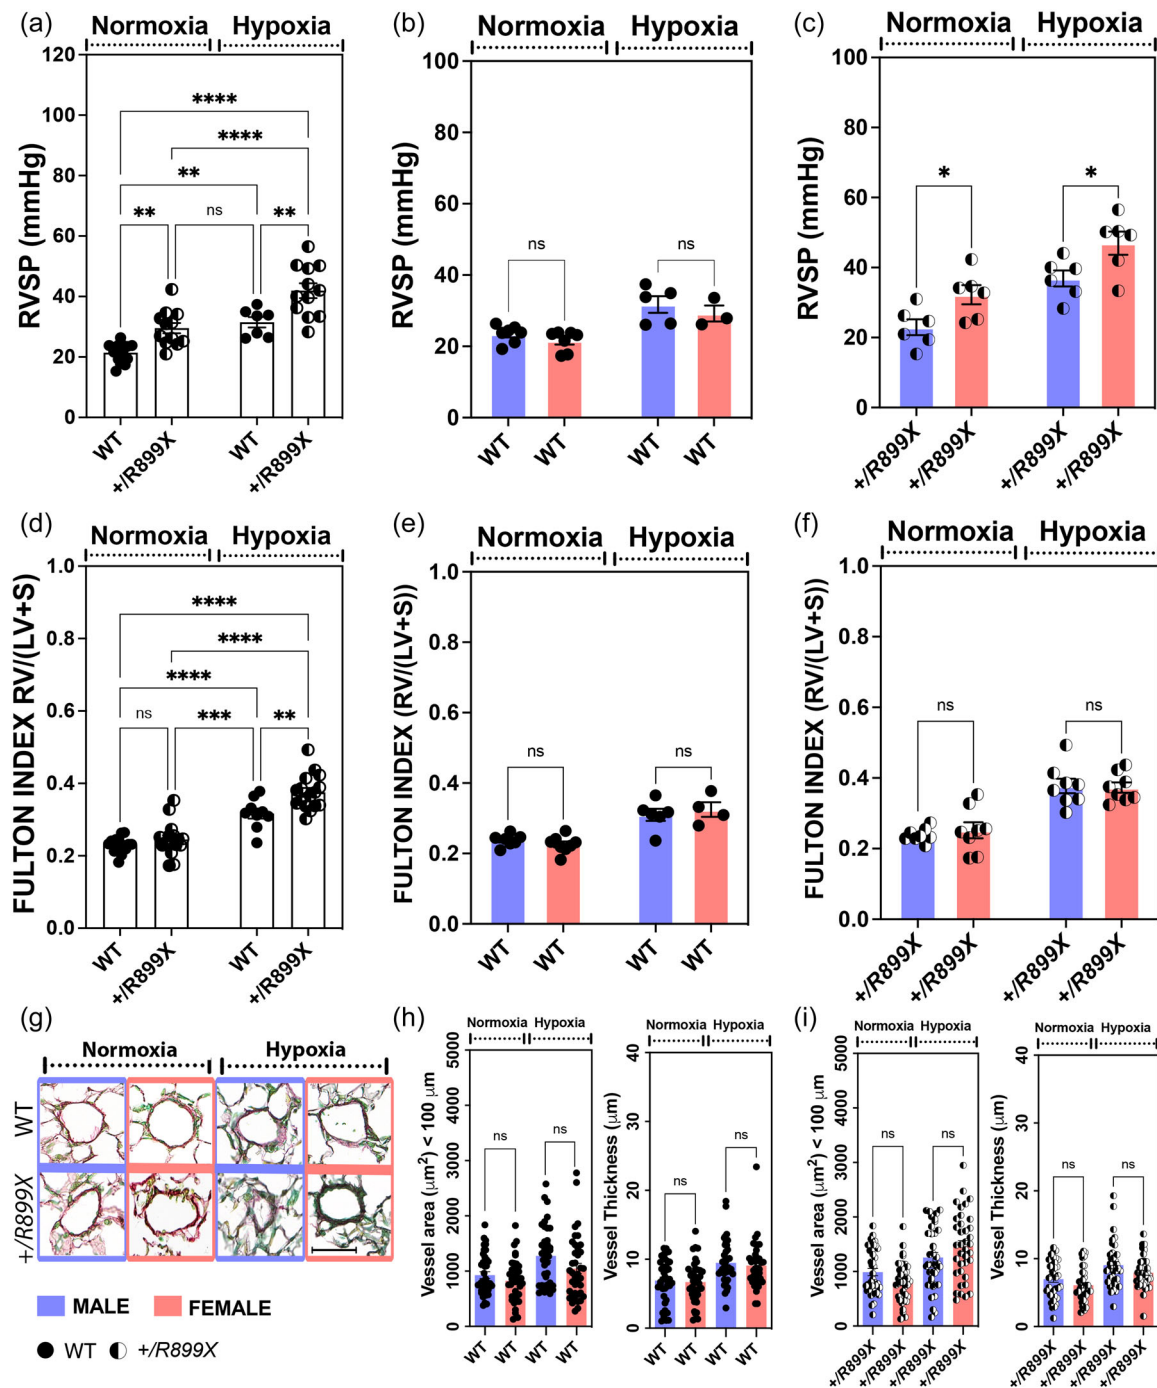 (a) Normoxia Hypoxia
RVSP (mmHg)
120
100
80
60
40
20
0
****
****
**
** ns **
WT +/R899X WT +/R899X
(b) Normoxia Hypoxia
RVSP (mmHg)
100
80
60
40
20
0
ns ns
WT WT WT WT
(c) Normoxia Hypoxia
RVSP (mmHg)
100
80
60
40
20
0
* *
+/R899X +/R899X +/R899X +/R899X
(d) Normoxia Hypoxia
FULTON INDEX RV/(LV+S)
1.0
0.8
0.6
0.4
0.2
0.0
****
****
****
ns *** **
WT +/R899X WT +/R899X
(e) Normoxia Hypoxia
FULTON INDEX (RV/(LV+S))
1.0
0.8
0.6
0.4
0.2
0.0
ns ns
WT WT WT WT
(f) Normoxia Hypoxia
FULTON INDEX (RV/(LV+S))
1.0
0.8
0.6
0.4
0.2
0.0
ns ns
+/R899X +/R899X +/R899X +/R899X
(g) Normoxia Hypoxia
WT
+/R899X
MALE FEMALE
WT +/R899X
(h) Normoxia Hypoxia
Vessel area (μm²) < 100 μm
5000
4000
3000
2000
1000
0
ns ns
WT WT WT WT
Normoxia Hypoxia
Vessel Thickness (μm)
40
30
20
10
0
ns ns
WT WT WT WT
(i) Normoxia Hypoxia
Vessel area (μm²) < 100 μm
5000
4000
3000
2000
1000
0
ns ns
+/R899X +/R899X +/R899X +/R899X
Normoxia Hypoxia
Vessel Thickness (μm)
40
30
20
10
0
ns ns
+/R899X +/R899X +/R899X +/R899X